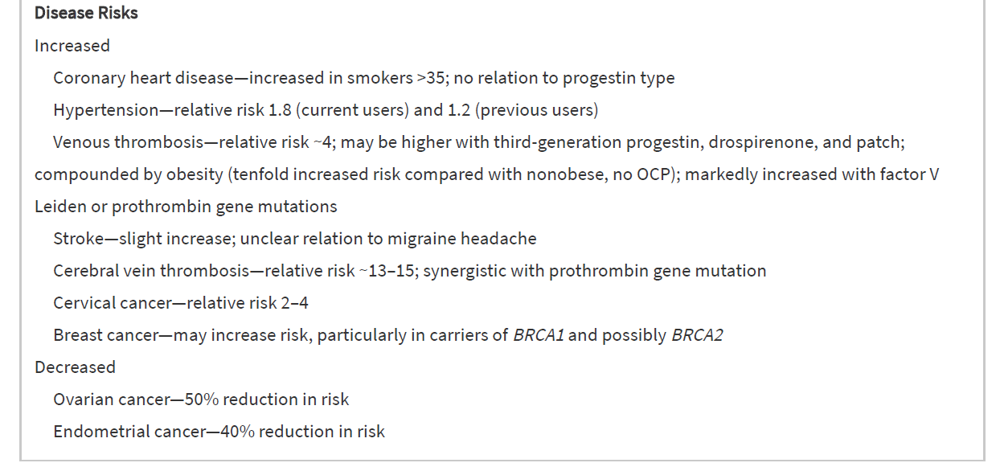 Disease Risks
Increased
Coronary heart disease—increased in smokers >35; no relation to progestin type
Hypertension—relative risk 1.8 (current users) and 1.2 (previous users)
Venous thrombosis—relative risk ~4; may be higher with third-generation progestin, drospirenone, and patch;
compounded by obesity (tenfold increased risk compared with nonobese, no OCP); markedly increased with factor V
Leiden or prothrombin gene mutations
Stroke—slight increase; unclear relation to migraine headache
Cerebral vein thrombosis—relative risk ~13–15; synergistic with prothrombin gene mutation
Cervical cancer—relative risk 2–4
Breast cancer—may increase risk, particularly in carriers of BRCA1 and possibly BRCA2
Decreased
Ovarian cancer—50% reduction in risk
Endometrial cancer—40% reduction in risk